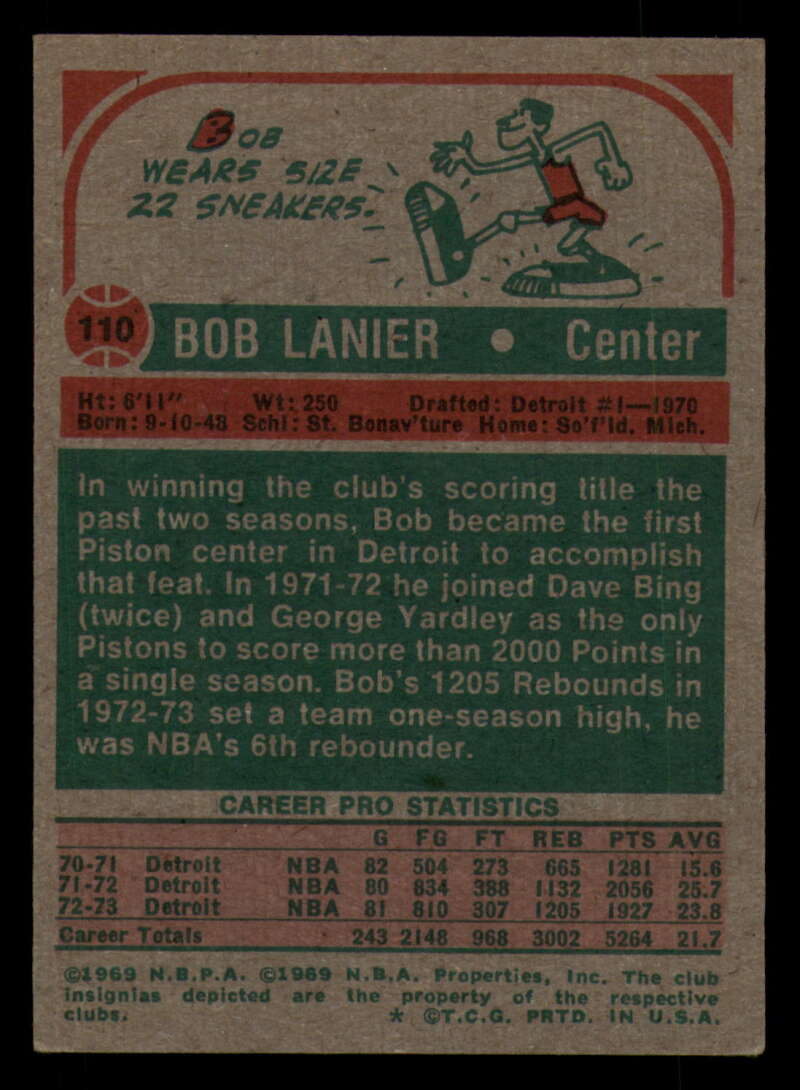 BOB
WEARS SIZE
22 SNEAKERS.
110 BOB LANIER • Center
Ht: 6'11" Wt: 250 Drafted: Detroit #1—1970
Born: 9-10-48 Schl: St. Bonav'ture Home: So'f'ld, Mich.
In winning the club's scoring title the
past two seasons, Bob became the first
Piston center in Detroit to accomplish
that feat. In 1971-72 he joined Dave Bing
(twice) and George Yardley as the only
Pistons to score more than 2000 Points in
a single season. Bob's 1205 Rebounds in
1972-73 set a team one-season high, he
was NBA's 6th rebounder.
CAREER PRO STATISTICS
G FG FT REB PTS AVG
70-71 Detroit NBA 82 504 273 665 1281 15.6
71-72 Detroit NBA 80 834 388 1132 2056 25.7
72-73 Detroit NBA 81 810 307 1205 1927 23.8
Career Totals 243 2148 968 3002 5264 21.7
©1969 N.B.P.A. ©1969 N.B.A. Properties, Inc. The club
insignias depicted are the property of the respective
clubs. * ©T.C.G. PRTD. IN U.S.A.